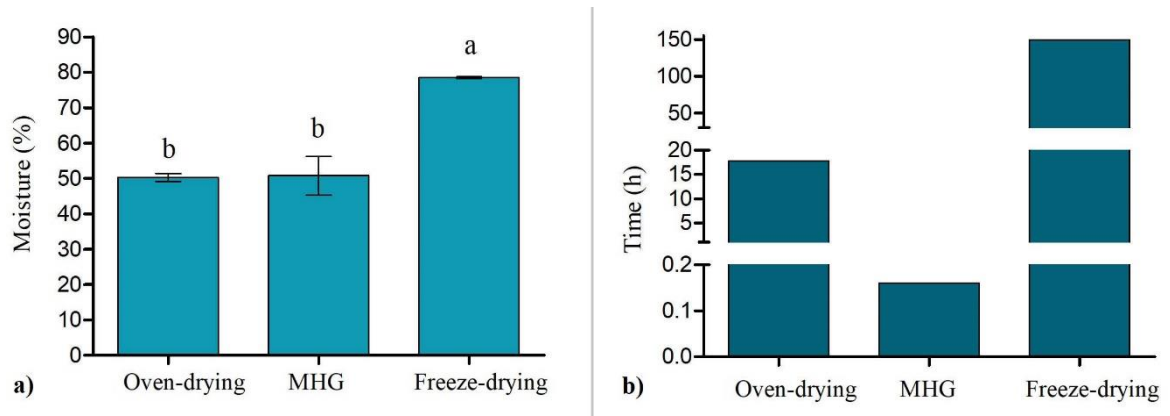 Moisture (%)
90
80
70
60
50
40
30
20
10
0
b
b
a
Oven-drying MHG Freeze-drying
a)
Time (h)
150
100
50
20
15
10
5
0.2
0.1
0.0
Oven-drying MHG Freeze-drying
b)